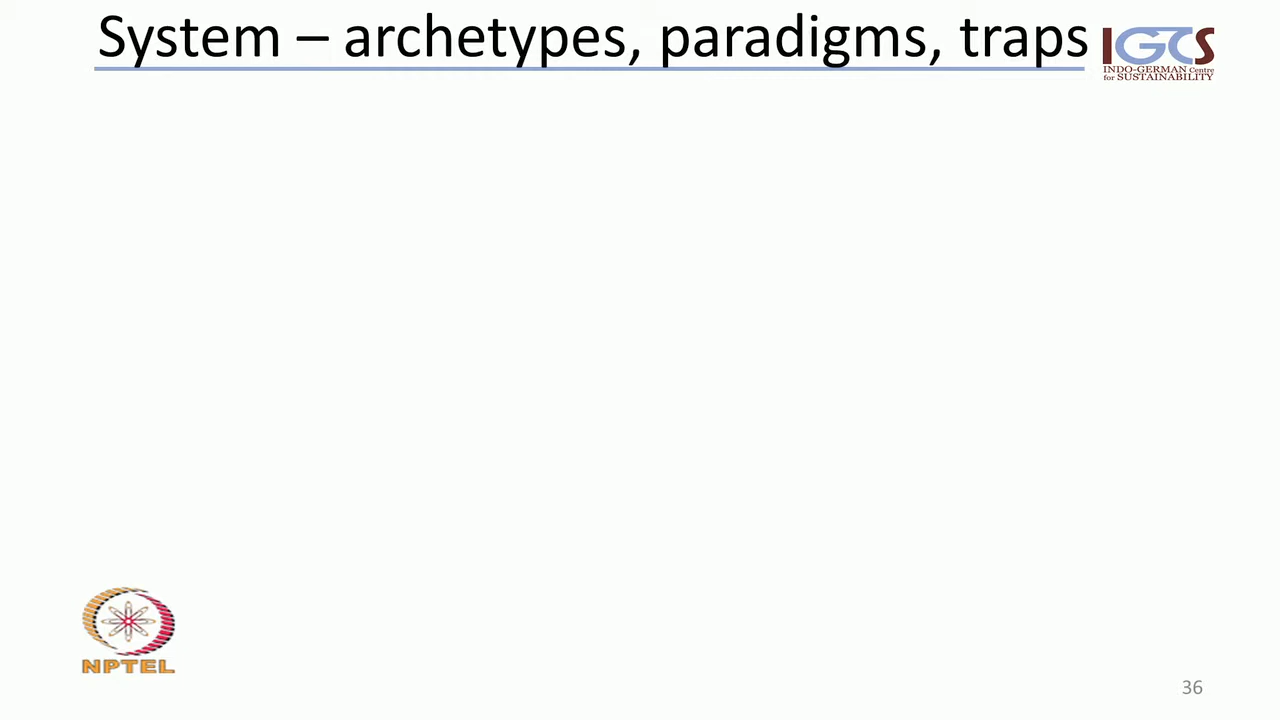 System – archetypes, paradigms, traps
IGCS
INDO-GERMAN Centre
for SUSTAINABILITY
NPTEL
36